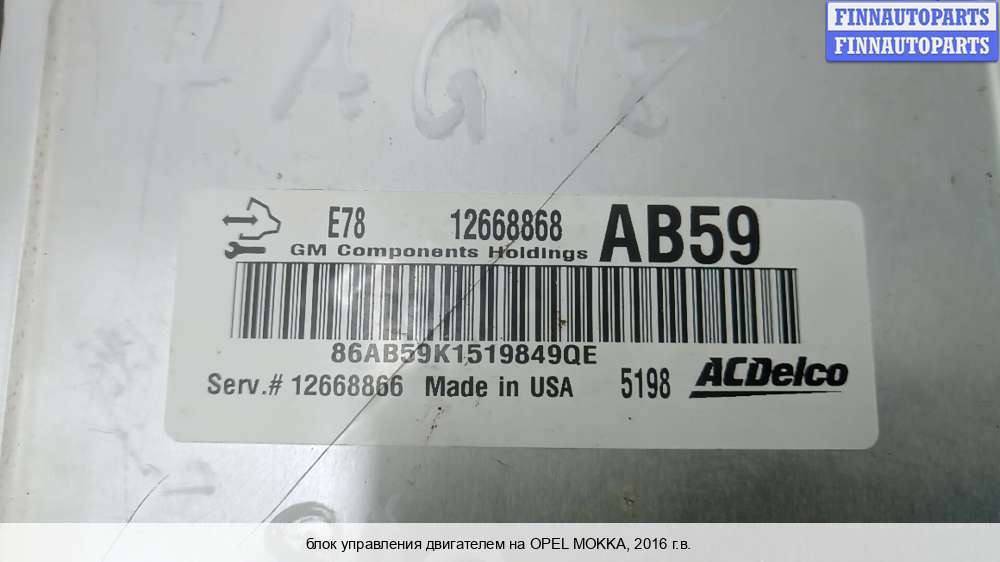 FINNAUTOPARTS
FINNAUTOPARTS
E78 12668868 AB59
GM Components Holdings
86AB59K1519849QE
Serv.# 12668866 Made in USA 5198 ACDelco
блок управления двигателем на OPEL MOKKA, 2016 г.в.